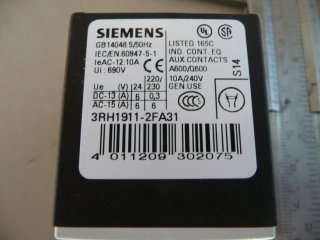 SIEMENS
GB14048.5/50Hz
IEC/EN 60947-5-1
IeAC-12:10A
Ui : 690V
LISTED 165C
IND. CONT. EQ
AUX.CONTACTS
A600/Q600
10A/240V
GEN USE
220/
Ue (V) 24 230
DC-13 (A) 6 0,3
AC-15 (A) 6 6
S14
3RH1911-2FA31
4 011209 302075